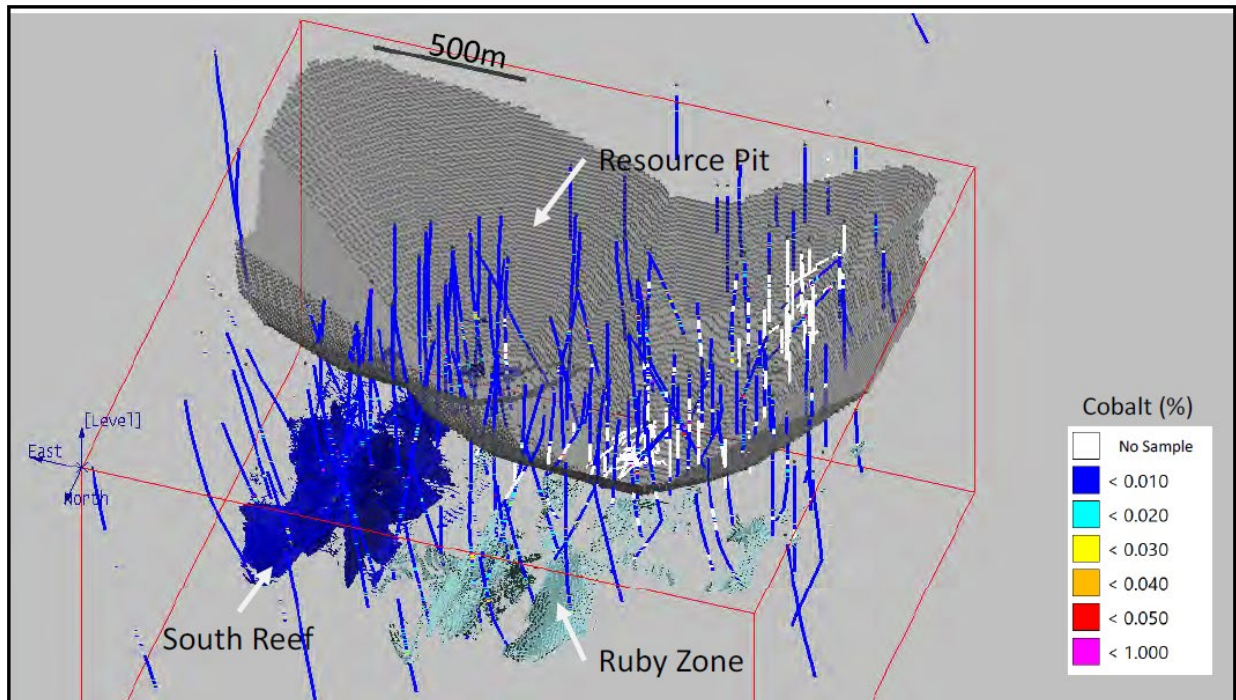 500m
Resource Pit
[Level]
East
North
South Reef
Ruby Zone
Cobalt (%)
No Sample
< 0.010
< 0.020
< 0.030
< 0.040
< 0.050
< 1.000